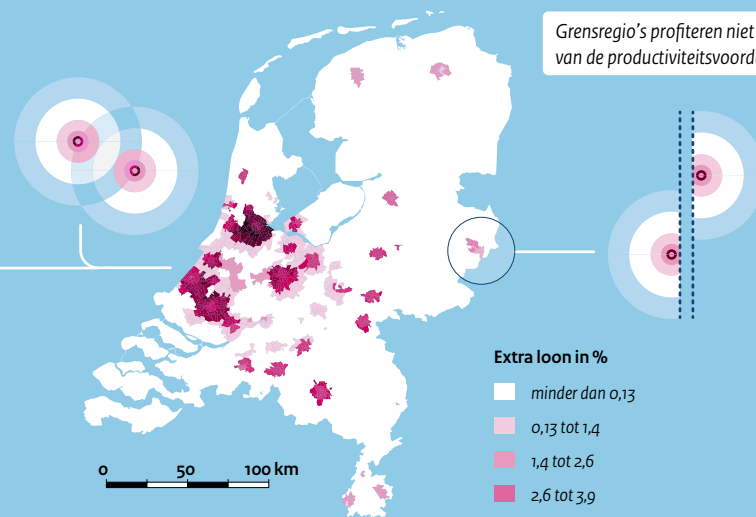 Grensregio's profiteren niet
van de productiviteitsvoord
Extra loon in %
minder dan 0,13
0,13 tot 1,4
1,4 tot 2,6
2,6 tot 3,9
0 50 100 km